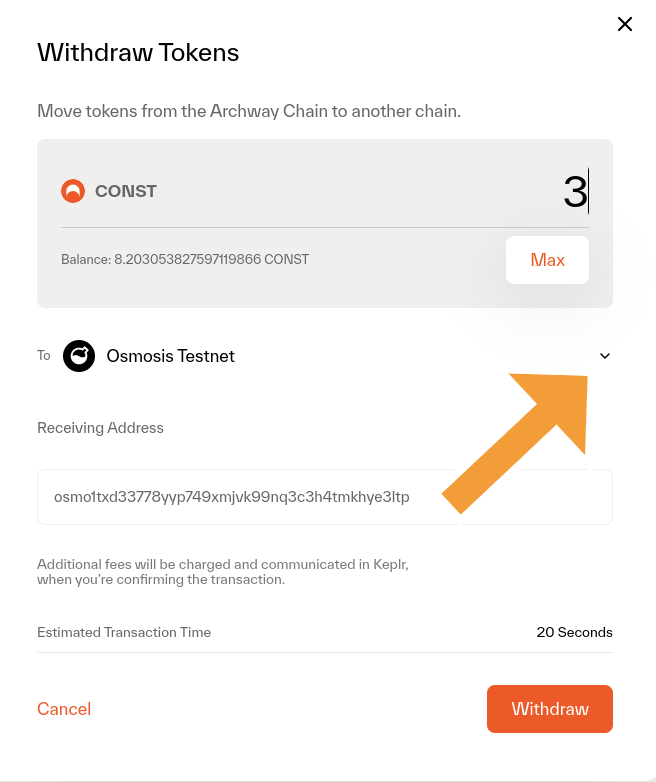 Withdraw Tokens
Move tokens from the Archway Chain to another chain.
CONST
3
Balance: 8.203053827597119866 CONST
Max
To
Osmosis Testnet
Receiving Address
osmo1txd33778yyp749xmjvk99nq3c3h4tmkhye3ltp
Additional fees will be charged and communicated in Keplr,
when you're confirming the transaction.
Estimated Transaction Time
20 Seconds
Cancel
Withdraw